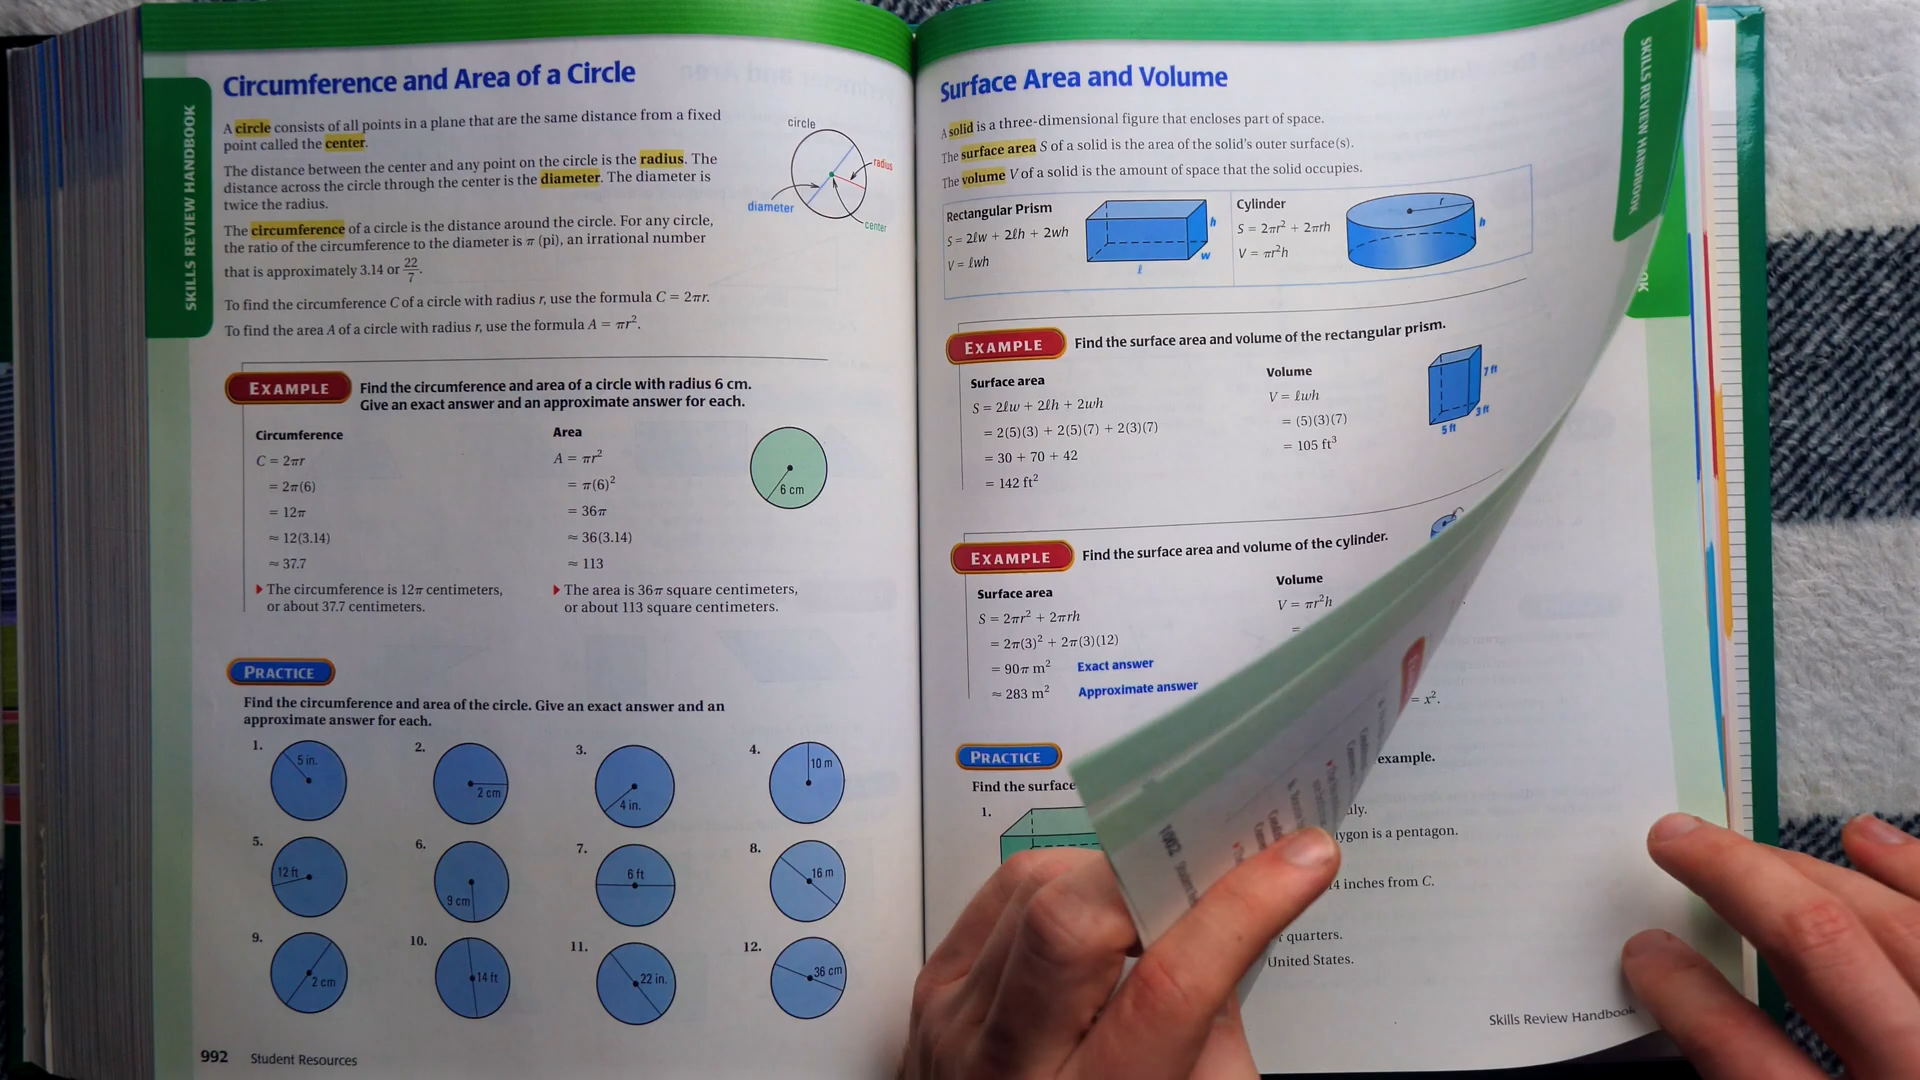 SKILLS REVIEW HANDBOOK
Circumference and Area of a Circle
A circle consists of all points in a plane that are the same distance from a fixed
point called the center.
The distance between the center and any point on the circle is the radius. The
distance across the circle through the center is the diameter. The diameter is
twice the radius.
The circumference of a circle is the distance around the circle. For any circle,
the ratio of the circumference to the diameter is π (pi), an irrational number
that is approximately 3.14 or 22/7.
To find the circumference C of a circle with radius r, use the formula C = 2πr.
To find the area A of a circle with radius r, use the formula A = πr².
circle
radius
diameter
center
EXAMPLE
Find the circumference and area of a circle with radius 6 cm.
Give an exact answer and an approximate answer for each.
Circumference
C = 2πr
= 2π(6)
= 12π
≈ 12(3.14)
≈ 37.7
The circumference is 12π centimeters,
or about 37.7 centimeters.
Area
A = πr²
= π(6)²
= 36π
≈ 36(3.14)
≈ 113
The area is 36π square centimeters,
or about 113 square centimeters.
6 cm
PRACTICE
Find the circumference and area of the circle. Give an exact answer and an
approximate answer for each.
1. 5 in.
2. 2 cm
3. 4 in.
4. 10 m
5. 12 ft
6. 9 cm
7. 6 ft
8. 16 m
9. 2 cm
10. 14 ft
11. 22 in.
12. 36 cm
992 Student Resources
Surface Area and Volume
A solid is a three-dimensional figure that encloses part of space.
The surface area S of a solid is the area of the solid's outer surface(s).
The volume V of a solid is the amount of space that the solid occupies.
Rectangular Prism
S = 2ℓw + 2ℓh + 2wh
V = ℓwh
h
w
ℓ
Cylinder
S = 2πr² + 2πrh
V = πr²h
r
h
EXAMPLE
Find the surface area and volume of the rectangular prism.
Surface area
S = 2ℓw + 2ℓh + 2wh
= 2(5)(3) + 2(5)(7) + 2(3)(7)
= 30 + 70 + 42
= 142 ft²
Volume
V = ℓwh
= (5)(3)(7)
= 105 ft³
7 ft
3 ft
5 ft
EXAMPLE
Find the surface area and volume of the cylinder.
Surface area
S = 2πr² + 2πrh
= 2π(3)² + 2π(3)(12)
= 90π m² Exact answer
≈ 283 m² Approximate answer
Volume
V = πr²h
=
PRACTICE
Find the surface
1.
SKILLS REVIEW HANDBOOK
1002
= x².
example.
ygon is a pentagon.
4 inches from C.
quarters.
United States.
Skills Review Handbook